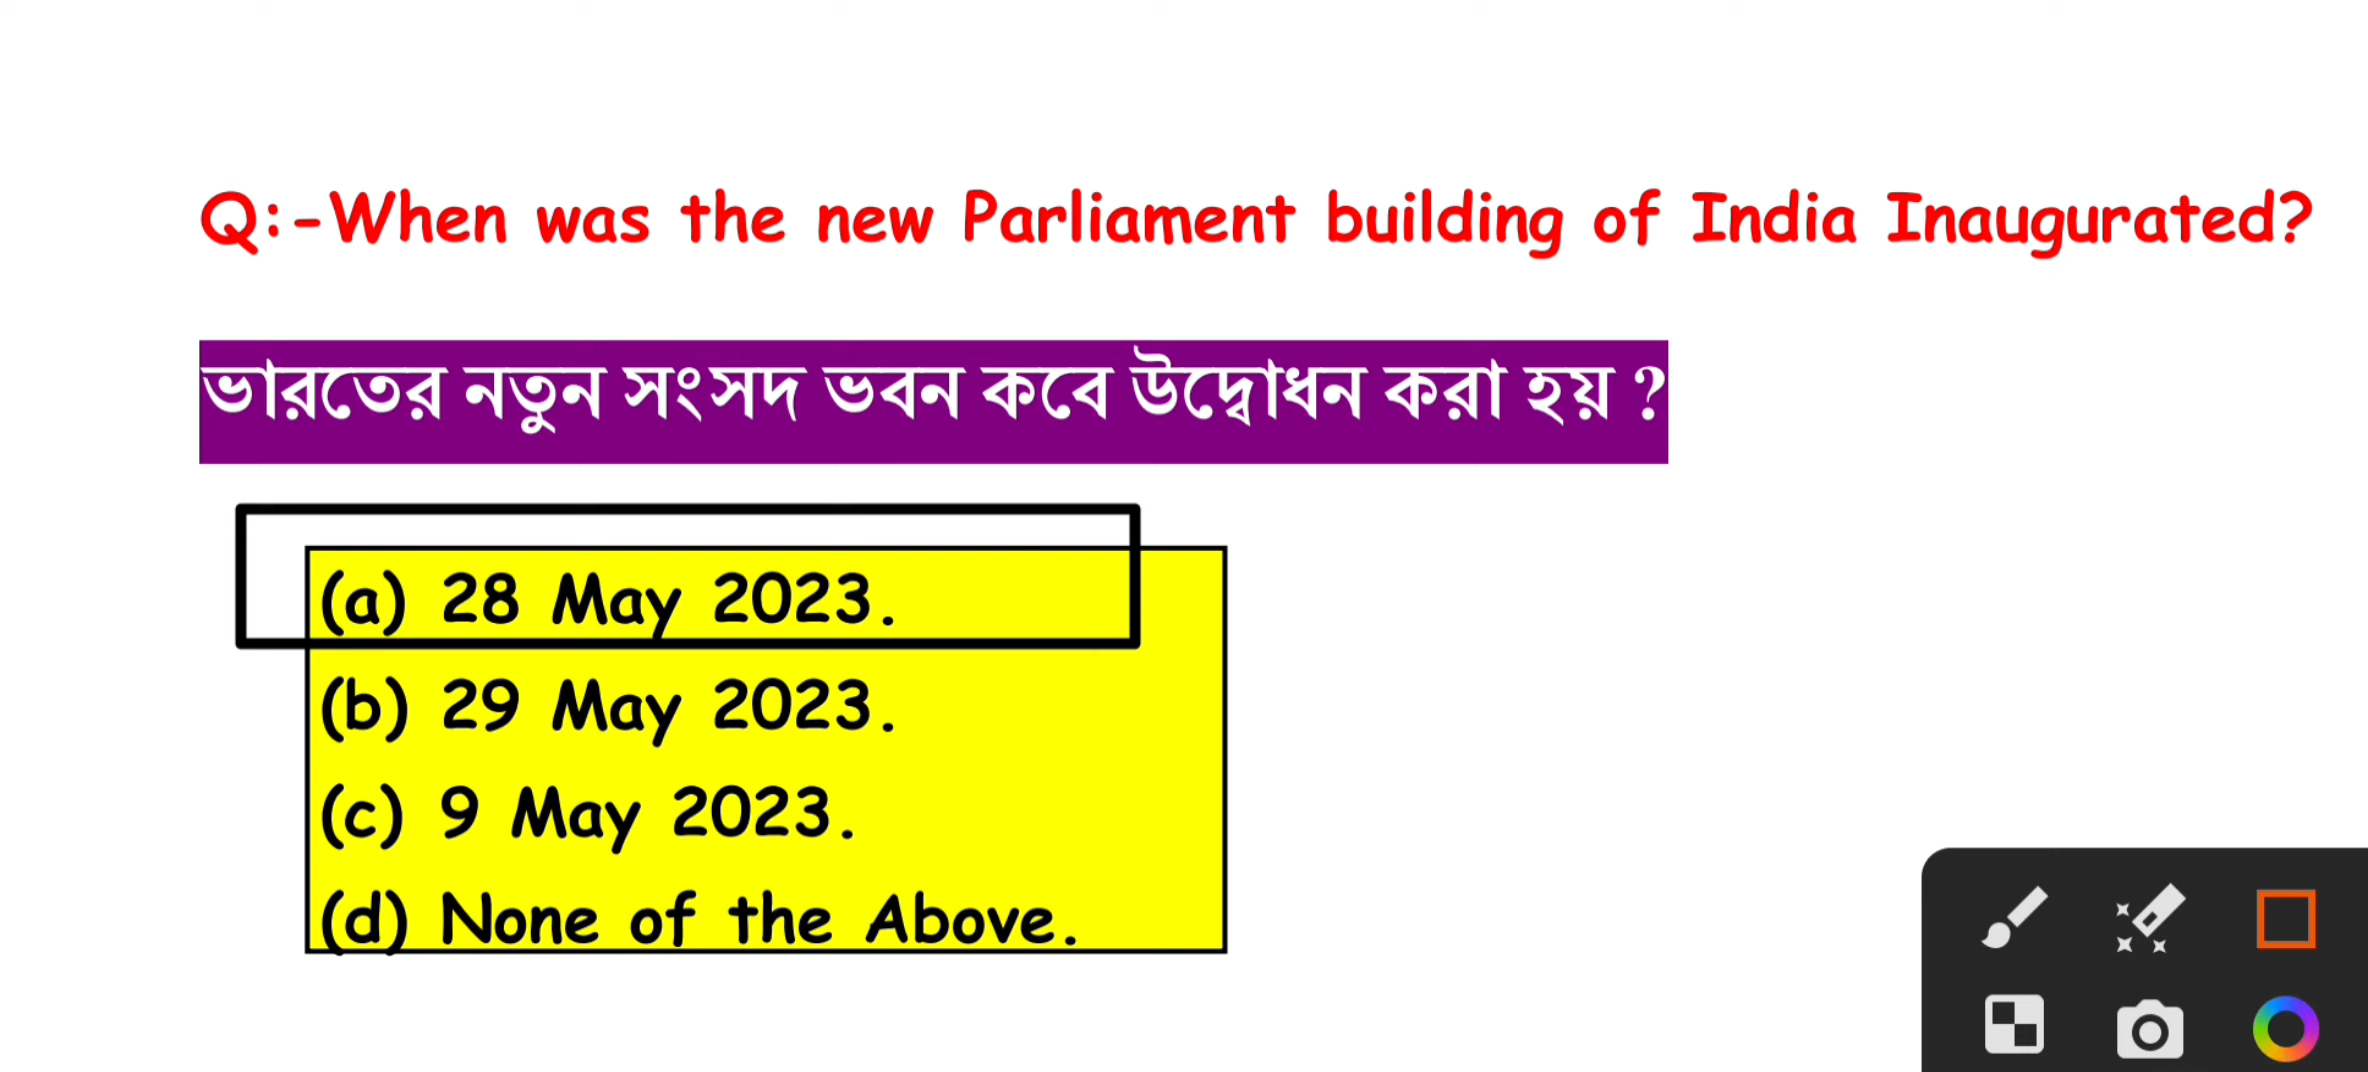 Q:-When was the new Parliament building of India Inaugurated?
ভারতের নতুন সংসদ ভবন কবে উদ্বোধন করা হয় ?
(a) 28 May 2023.
(b) 29 May 2023.
(c) 9 May 2023.
(d) None of the Above.